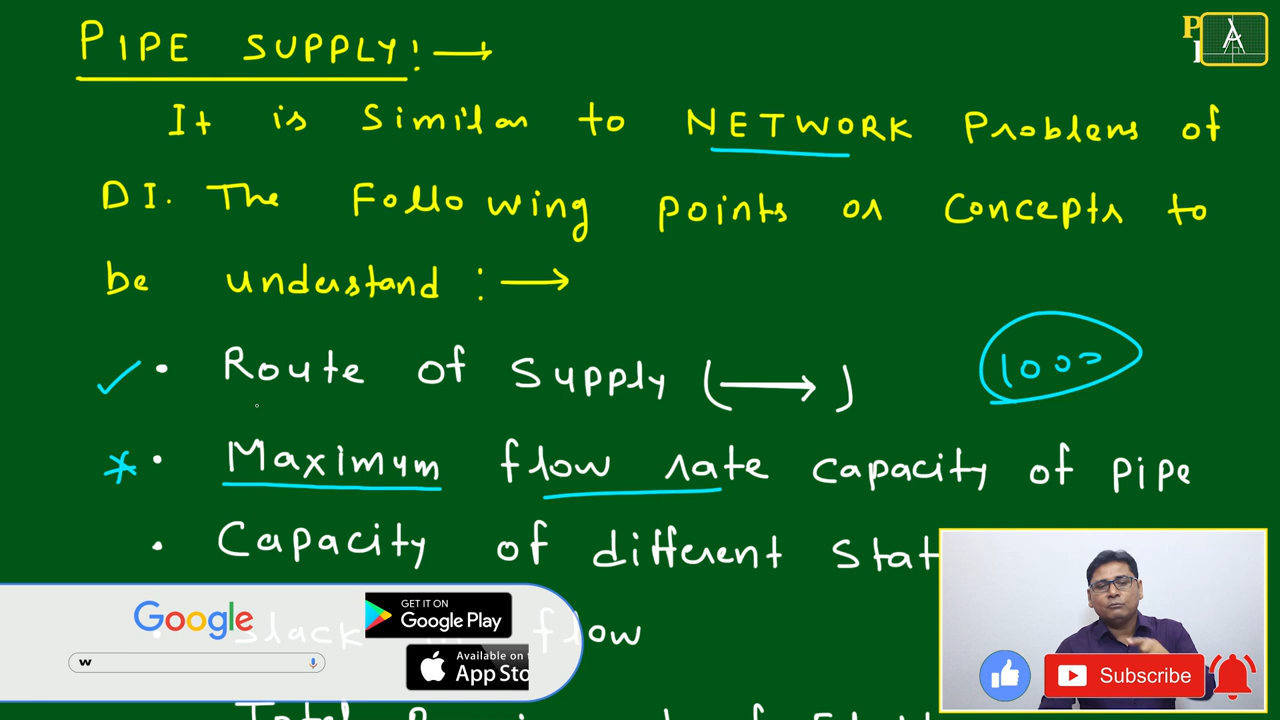 PIPE SUPPLY:→
It is similar to NETWORK Problems of
DI. The Following points or concepts to
be understand :→
✓ • Route of supply (→)
1000
* • Maximum flow rate capacity of pipe
• Capacity of different Stat
• Slack flow
Total
Google
w
GET IT ON
Google Play
Available on
App Sto
Subscribe
P